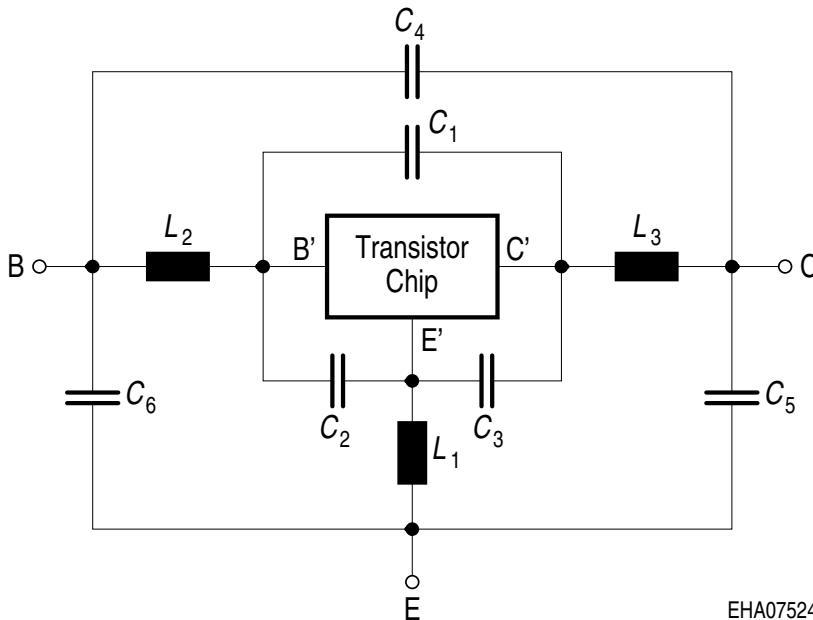 C4
C1
L2
L3
B' Transistor C'
Chip
B
C
E'
C6
C2
C3
C5
L1
E
EHA07524